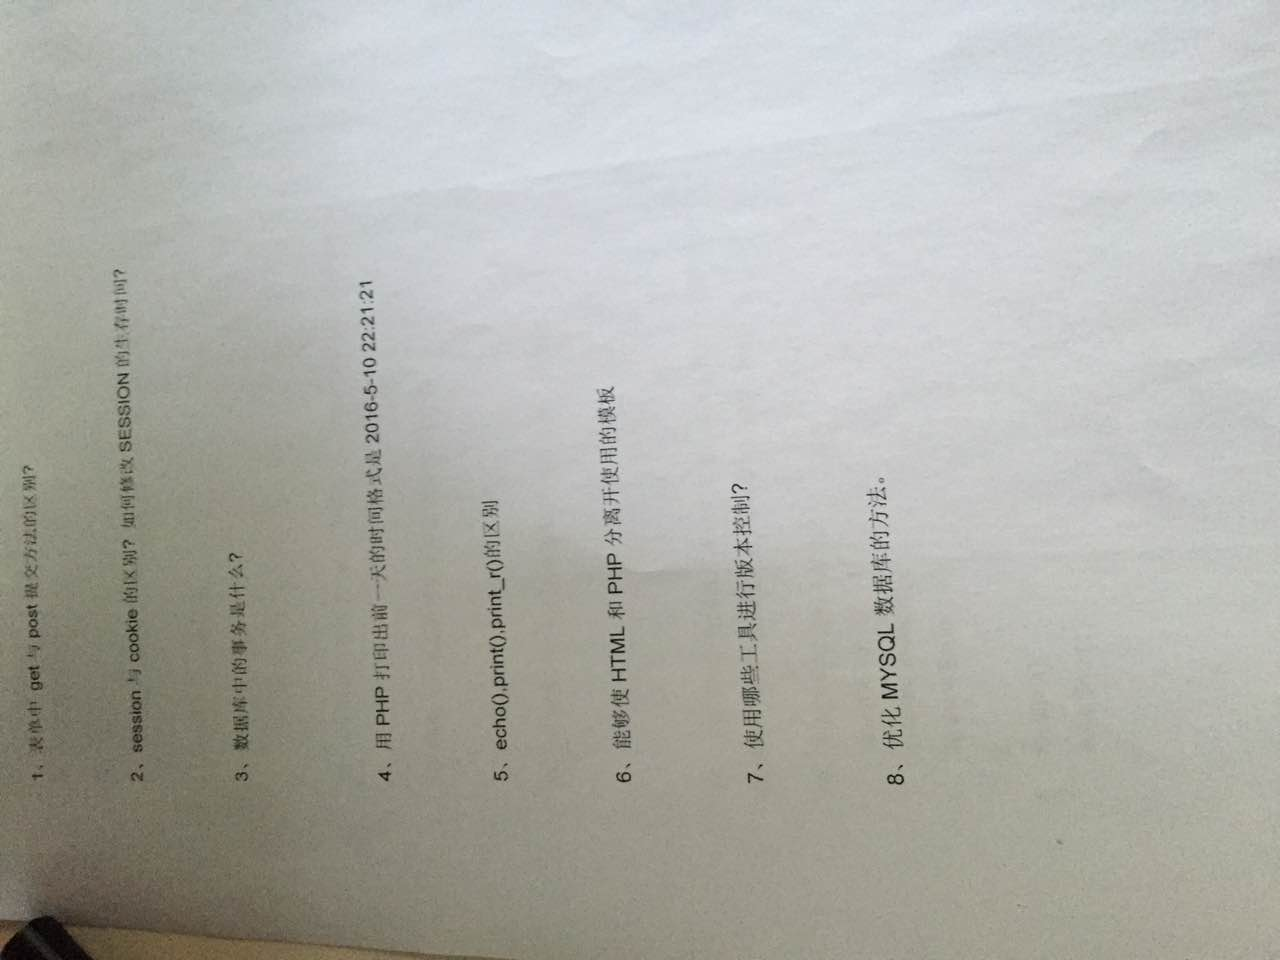 1、表单中 get 与 post 提交方法的区别?
2、session 与 cookie 的区别? 如何修改 SESSION 的生存时间?
3、数据库中的事务是什么?
4、用 PHP 打印出前一天的时间格式是 2016-5-10 22:21:21
5、echo(),print(),print_r()的区别
6、能够使 HTML 和 PHP 分离开使用的模板
7、使用哪些工具进行版本控制?
8、优化 MYSQL 数据库的方法。